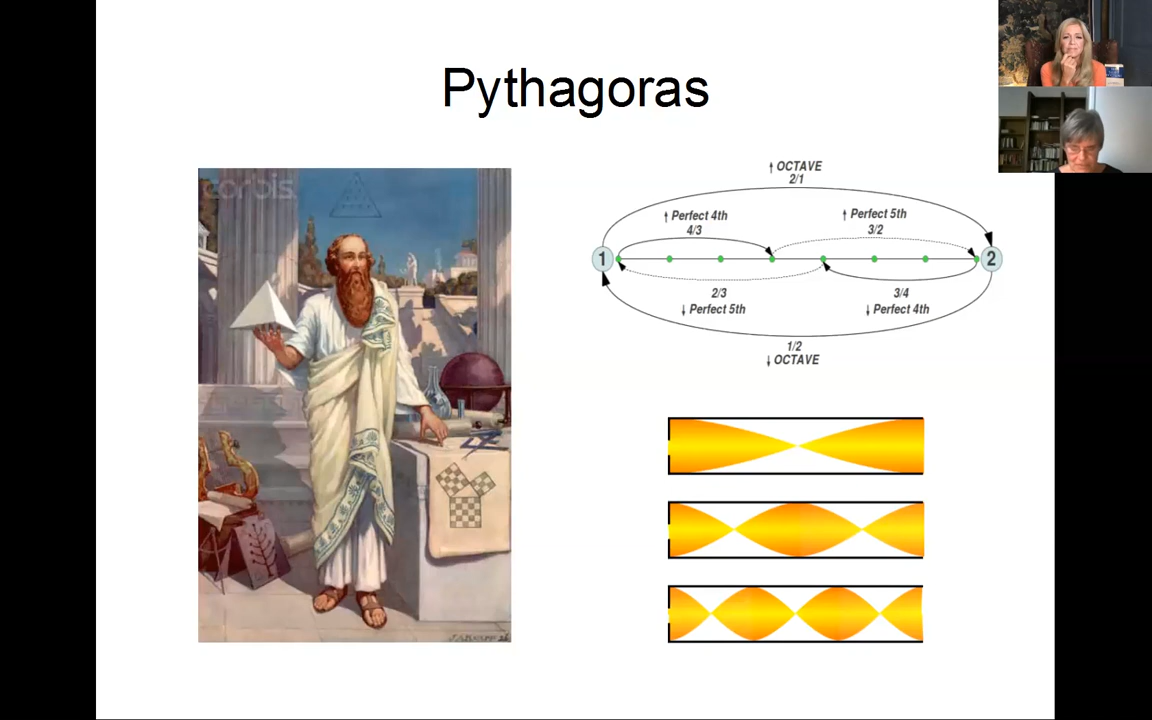 Pythagoras
corbis
↑ OCTAVE
2/1
↑ Perfect 4th
4/3
↑ Perfect 5th
3/2
1
2
2/3
↓ Perfect 5th
3/4
↓ Perfect 4th
1/2
↓ OCTAVE